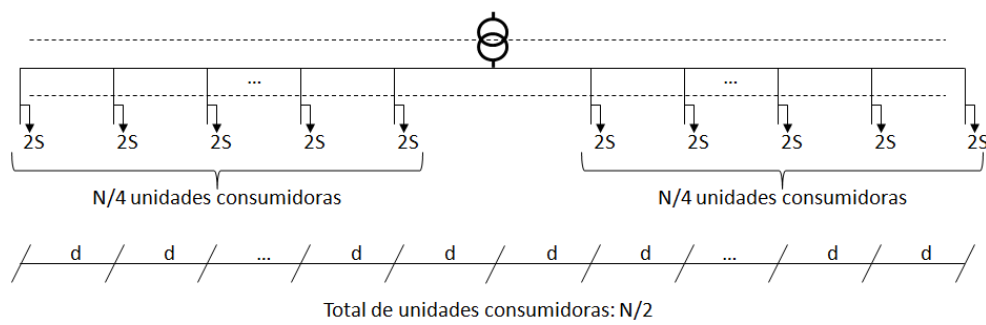 ... ...
2S 2S 2S 2S 2S 2S 2S 2S 2S 2S
N/4 unidades consumidoras N/4 unidades consumidoras
d d ... d d d d ... d d
Total de unidades consumidoras: N/2